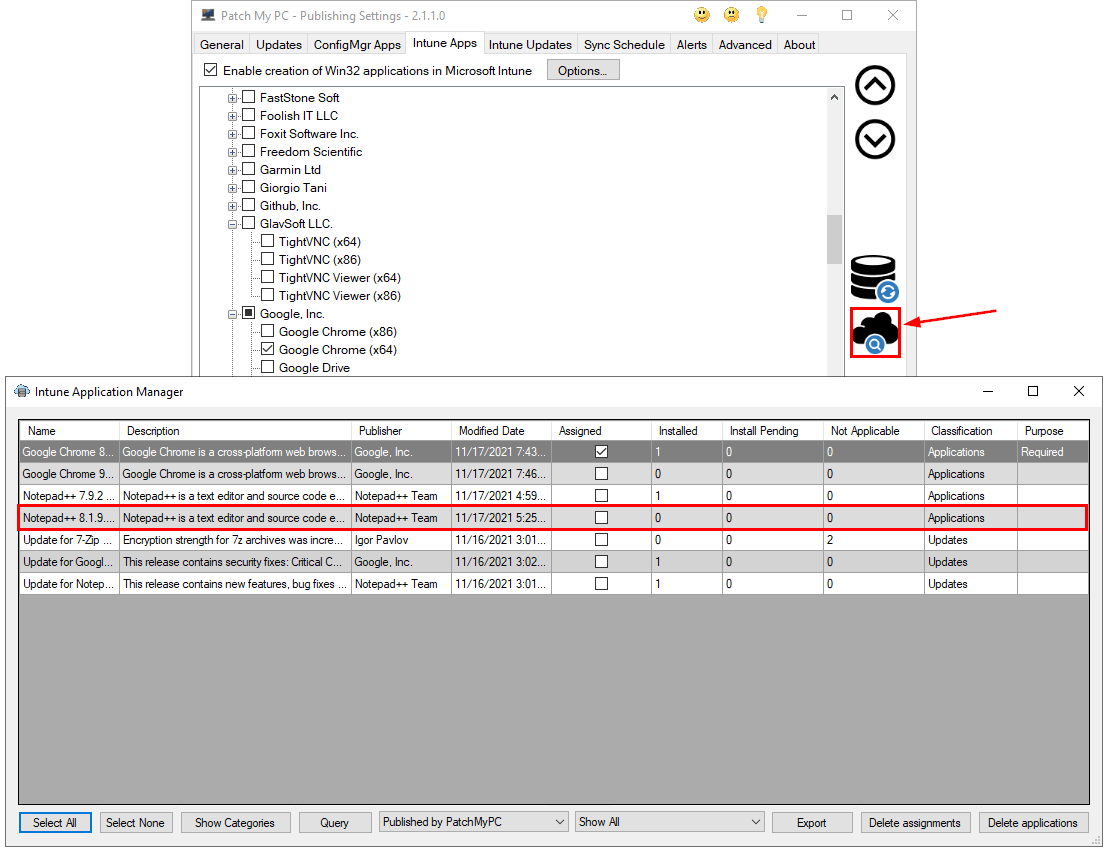 Patch My PC - Publishing Settings - 2.1.1.0
General Updates ConfigMgr Apps Intune Apps Intune Updates Sync Schedule Alerts Advanced About
Enable creation of Win32 applications in Microsoft Intune Options...
FastStone Soft
Foolish IT LLC
Foxit Software Inc.
Freedom Scientific
Garmin Ltd
Giorgio Tani
Github, Inc.
GlavSoft LLC.
TightVNC (x64)
TightVNC (x86)
TightVNC Viewer (x64)
TightVNC Viewer (x86)
Google, Inc.
Google Chrome (x86)
Google Chrome (x64)
Google Drive
Intune Application Manager
Name Description Publisher Modified Date Assigned Installed Install Pending Not Applicable Classification Purpose
Google Chrome 8... Google Chrome is a cross-platform web brows... Google, Inc. 11/17/2021 7:43... 1 0 0 Applications Required
Google Chrome 9... Google Chrome is a cross-platform web brows... Google, Inc. 11/17/2021 7:46... 0 0 0 Applications
Notepad++ 7.9.2 ... Notepad++ is a text editor and source code e... Notepad++ Team 11/17/2021 4:59... 1 0 0 Applications
Notepad++ 8.1.9.... Notepad++ is a text editor and source code e... Notepad++ Team 11/17/2021 5:25... 0 0 0 Applications
Update for 7-Zip ... Encryption strength for 7z archives was incre... Igor Pavlov 11/16/2021 3:01... 0 0 2 Updates
Update for Googl... This release contains security fixes: Critical C... Google, Inc. 11/16/2021 3:02... 1 0 0 Updates
Update for Notep... This release contains new features, bug fixes ... Notepad++ Team 11/16/2021 3:01... 1 0 0 Updates
Select All Select None Show Categories Query Published by PatchMyPC Show All Export Delete assignments Delete applications